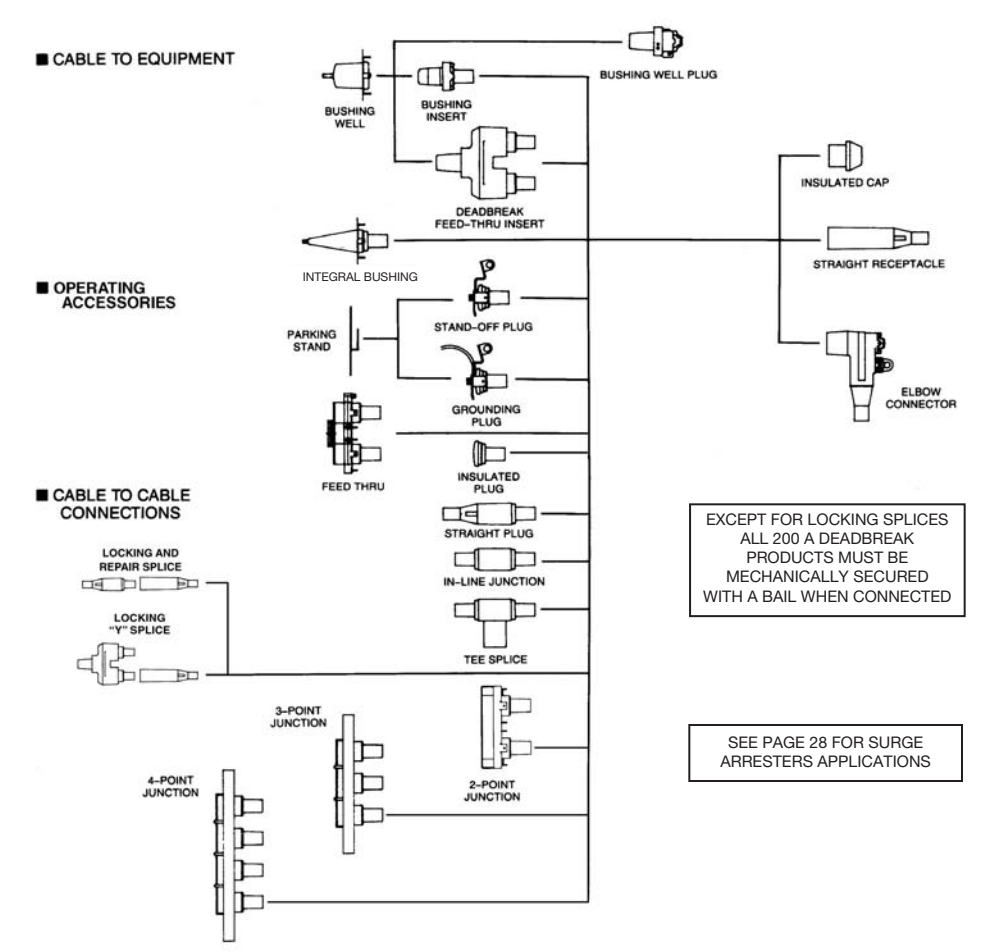 ■ CABLE TO EQUIPMENT
BUSHING WELL PLUG
BUSHING
WELL
BUSHING
INSERT
DEADBREAK
FEED-THRU INSERT
INSULATED CAP
STRAIGHT RECEPTACLE
INTEGRAL BUSHING
■ OPERATING
ACCESSORIES
PARKING
STAND
STAND-OFF PLUG
GROUNDING
PLUG
ELBOW
CONNECTOR
FEED THRU
INSULATED
PLUG
■ CABLE TO CABLE
CONNECTIONS
STRAIGHT PLUG
LOCKING AND
REPAIR SPLICE
IN-LINE JUNCTION
LOCKING
"Y" SPLICE
TEE SPLICE
EXCEPT FOR LOCKING SPLICES
ALL 200 A DEADBREAK
PRODUCTS MUST BE
MECHANICALLY SECURED
WITH A BAIL WHEN CONNECTED
3-POINT
JUNCTION
4-POINT
JUNCTION
2-POINT
JUNCTION
SEE PAGE 28 FOR SURGE
ARRESTERS APPLICATIONS